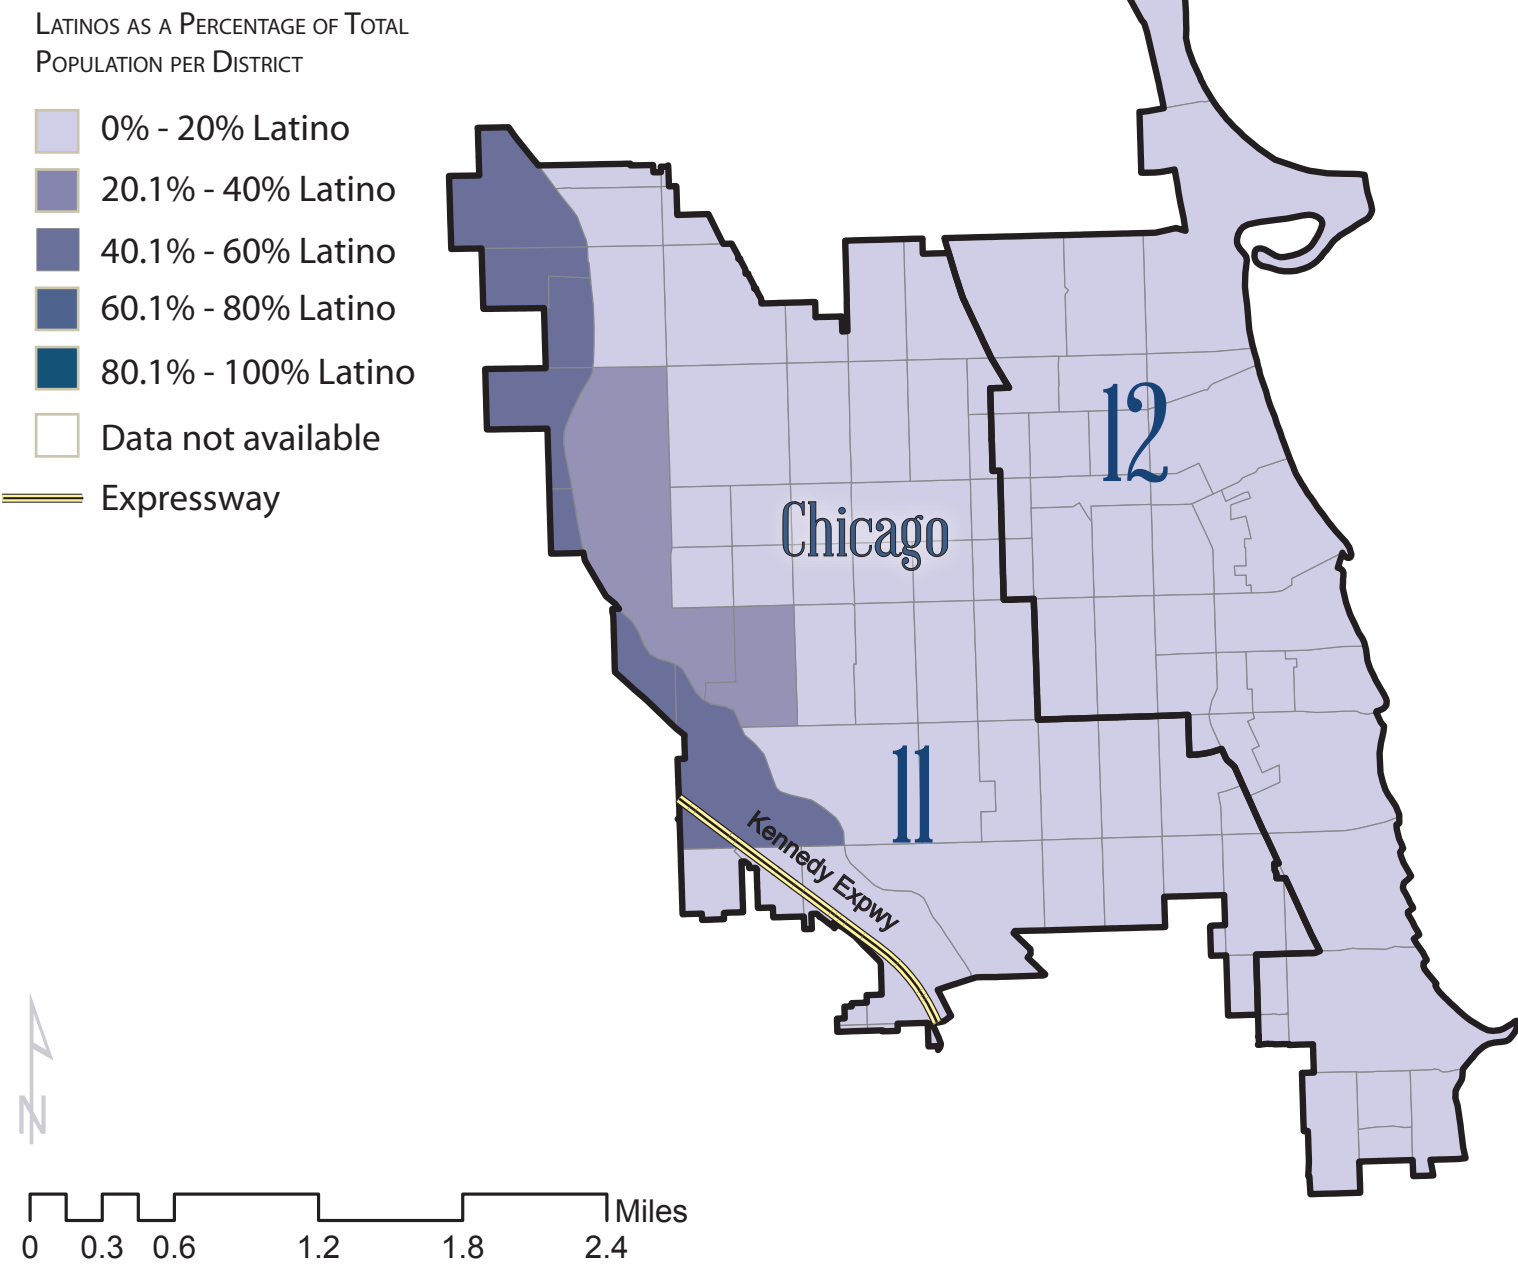 Latinos as a Percentage of Total
Population per District
0% - 20% Latino
20.1% - 40% Latino
40.1% - 60% Latino
60.1% - 80% Latino
80.1% - 100% Latino
Data not available
Expressway
12
Chicago
11
Kennedy Expwy
N
Miles
0 0.3 0.6 1.2 1.8 2.4